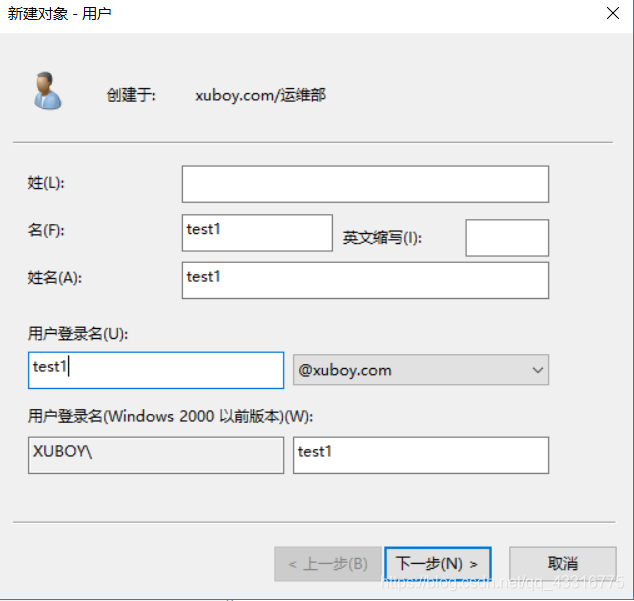 新建对象 - 用户
创建于: xuboy.com/运维部
姓(L):
名(F): test1 英文缩写(I):
姓名(A): test1
用户登录名(U):
test1 @xuboy.com
用户登录名(Windows 2000 以前版本)(W):
XUBOY\ test1
< 上一步(B) 下一步(N) > 取消
https://blog.csdn.net/qq_43316775